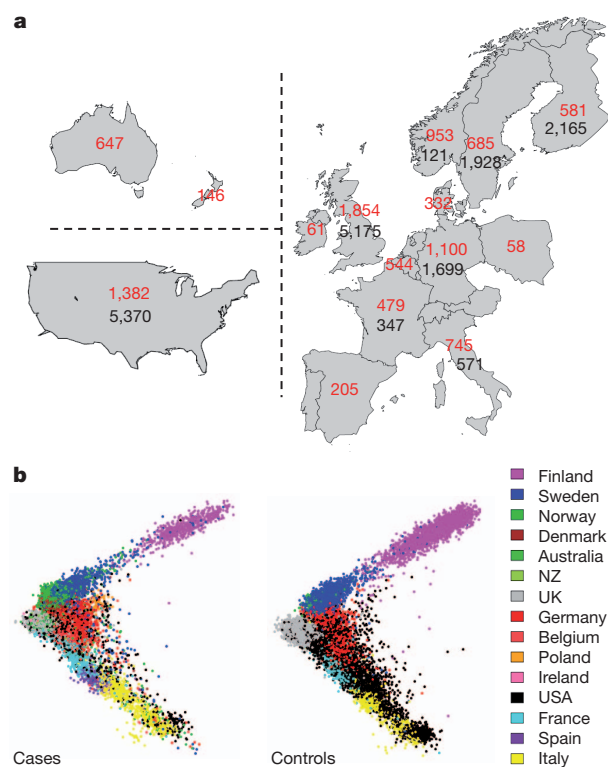 a
581
2,165
953
121
685
1,928
647
146
332
1,854
5,175
61
1,100
1,699
58
544
1,382
5,370
479
347
745
571
205
b
Finland
Sweden
Norway
Denmark
Australia
NZ
UK
Germany
Belgium
Poland
Ireland
USA
France
Spain
Italy
Cases
Controls